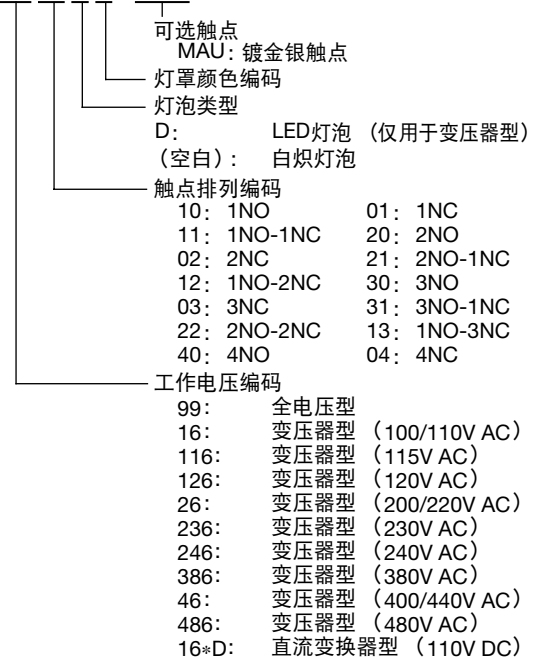 可选触点
MAU：镀金银触点
灯罩颜色编码
灯泡类型
D： LED灯泡 （仅用于变压器型）
（空白）： 白炽灯泡
触点排列编码
10： 1NO 01： 1NC
11： 1NO-1NC 20： 2NO
02： 2NC 21： 2NO-1NC
12： 1NO-2NC 30： 3NO
03： 3NC 31： 3NO-1NC
22： 2NO-2NC 13： 1NO-3NC
40： 4NO 04： 4NC
工作电压编码
99： 全电压型
16： 变压器型 （100/110V AC）
116： 变压器型 （115V AC）
126： 变压器型 （120V AC）
26： 变压器型 （200/220V AC）
236： 变压器型 （230V AC）
246： 变压器型 （240V AC）
386： 变压器型 （380V AC）
46： 变压器型 （400/440V AC）
486： 变压器型 （480V AC）
16*D： 直流变换器型 （110V DC）